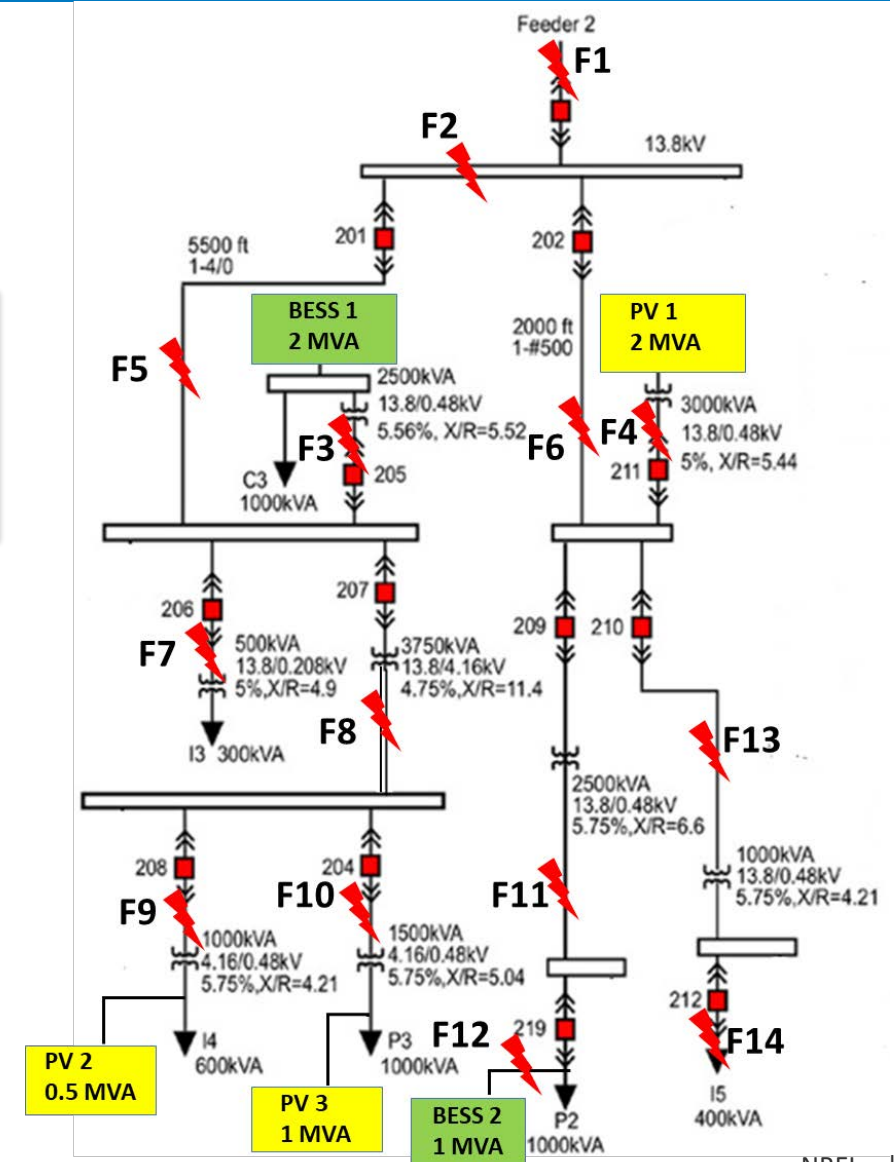 Feeder 2
F1
F2
13.8kV
201
202
5500 ft
1-4/0
BESS 1
2 MVA
PV 1
2 MVA
2000 ft
1-#500
F5
2500kVA
13.8/0.48kV
5.56%, X/R=5.52
3000kVA
13.8/0.48kV
5%, X/R=5.44
F3
F6
F4
205
211
C3
1000kVA
206
207
209
210
F7
500kVA
13.8/0.208kV
5%,X/R=4.9
3750kVA
13.8/4.16kV
4.75%,X/R=11.4
F8
I3 300kVA
F13
2500kVA
13.8/0.48kV
5.75%,X/R=6.6
208
204
F9
F10
F11
1000kVA
13.8/0.48kV
5.75%,X/R=4.21
1000kVA
4.16/0.48kV
5.75%,X/R=4.21
1500kVA
4.16/0.48kV
5.75%,X/R=5.04
212
F12
219
F14
I4
600kVA
P3
1000kVA
PV 2
0.5 MVA
PV 3
1 MVA
BESS 2
1 MVA
P2
1000kVA
I5
400kVA